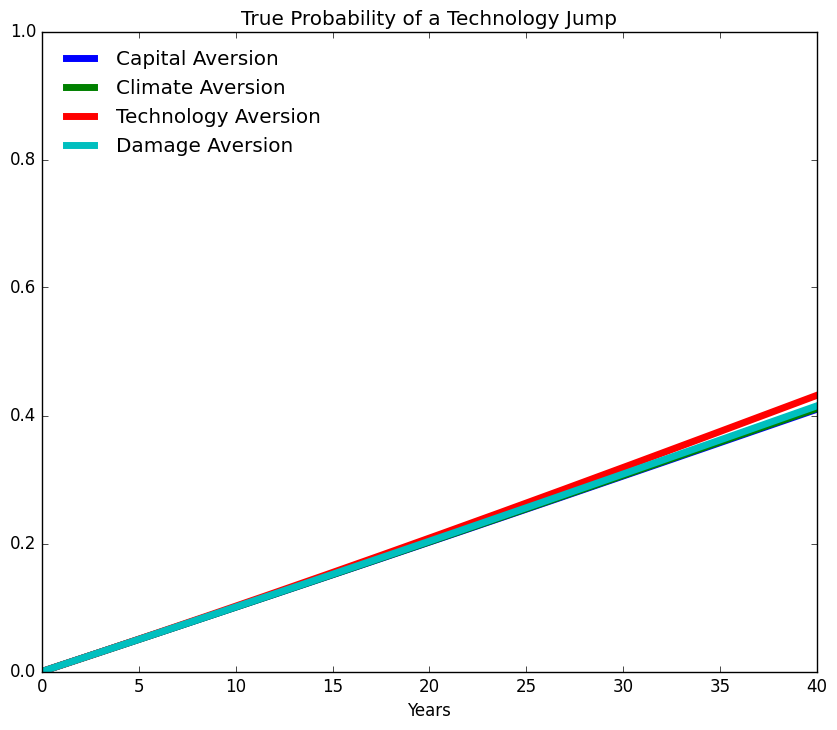 True Probability of a Technology Jump
1.0
Capital Aversion
Climate Aversion
Technology Aversion
Damage Aversion
0.8
0.6
0.4
0.2
0.0
0 5 10 15 20 25 30 35 40
Years